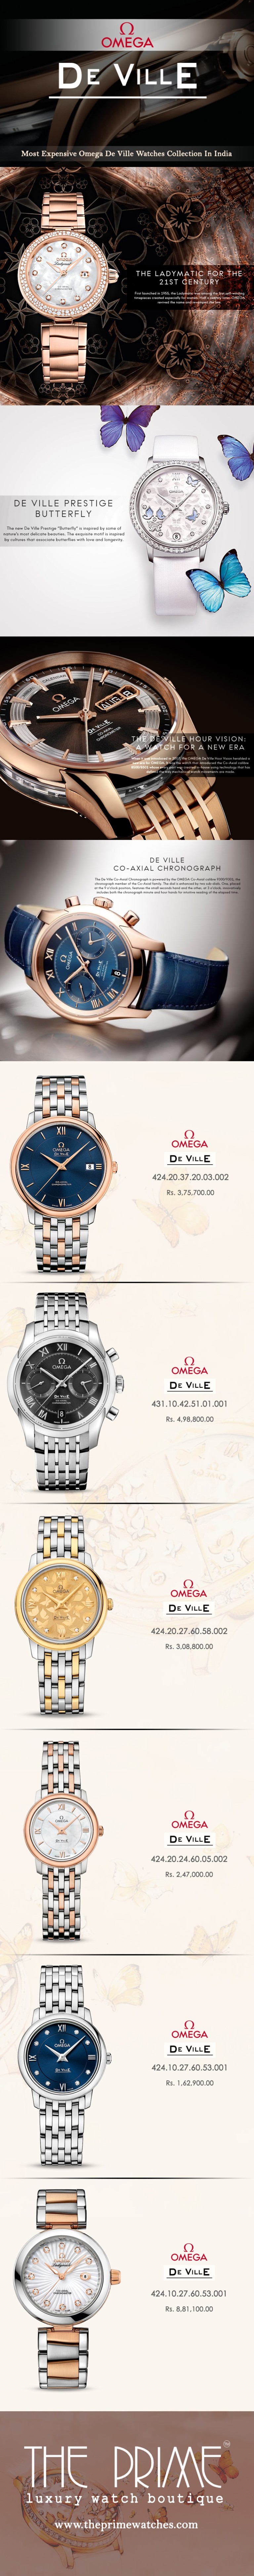 Ω
OMEGA
DE VILLE
Most Expensive Omega De Ville Watches Collection In India
THE LADYMATIC FOR THE
21ST CENTURY
DE VILLE PRESTIGE
BUTTERFLY
The new De Ville Prestige "Butterfly" is inspired by some of
nature's most delicate beauties. The exquisite motif is inspired
by cultures that associate butterflies with love and longevity.
THE DE VILLE HOUR VISION:
A WATCH FOR A NEW ERA
DE VILLE
CO-AXIAL CHRONOGRAPH
Ω
OMEGA
DE VILLE
424.20.37.20.03.002
Rs. 3,75,700.00
Ω
OMEGA
DE VILLE
431.10.42.51.01.001
Rs. 4,98,800.00
Ω
OMEGA
DE VILLE
424.20.27.60.58.002
Rs. 3,08,800.00
Ω
OMEGA
DE VILLE
424.20.24.60.05.002
Rs. 2,47,000.00
Ω
OMEGA
DE VILLE
424.10.27.60.53.001
Rs. 1,62,900.00
Ω
OMEGA
DE VILLE
424.10.27.60.53.001
Rs. 8,81,100.00
THE PRIME
luxury watch boutique
www.theprimewatches.com